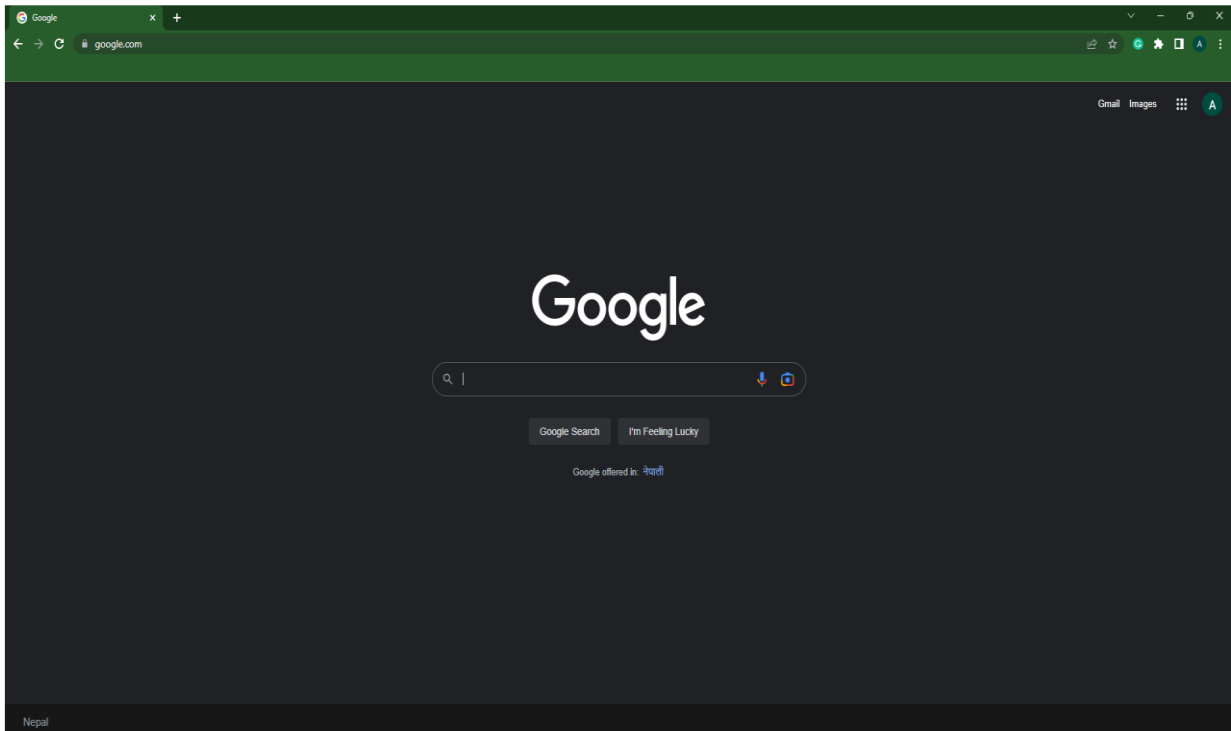 Google
google.com
A
Gmail Images
A
Google
Google Search I'm Feeling Lucky
Google offered in: नेपाली
Nepal